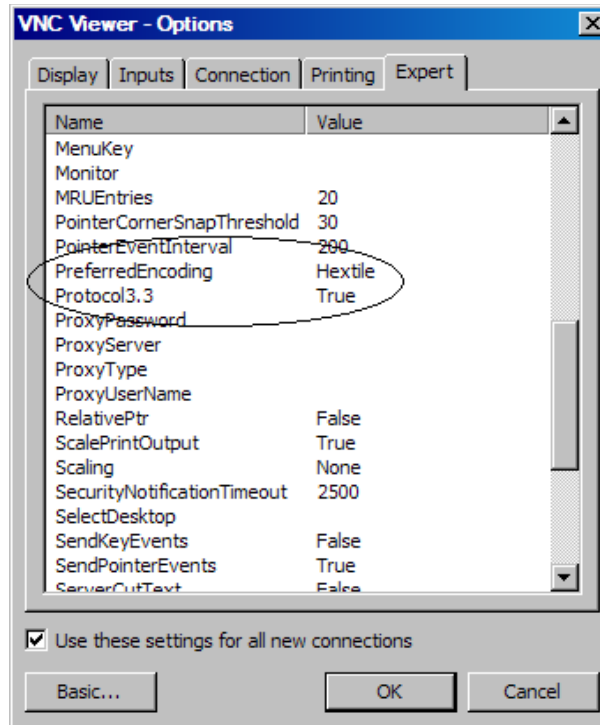 VNC Viewer - Options
Display Inputs Connection Printing Expert
Name Value
MenuKey
Monitor
MRUEntries 20
PointerCornerSnapThreshold 30
PointerEventInterval 200
PreferredEncoding Hextile
Protocol3.3 True
ProxyPassword
ProxyServer
ProxyType
ProxyUserName
RelativePtr False
ScalePrintOutput True
Scaling None
SecurityNotificationTimeout 2500
SelectDesktop
SendKeyEvents False
SendPointerEvents True
ServerCutText False
Use these settings for all new connections
Basic... OK Cancel